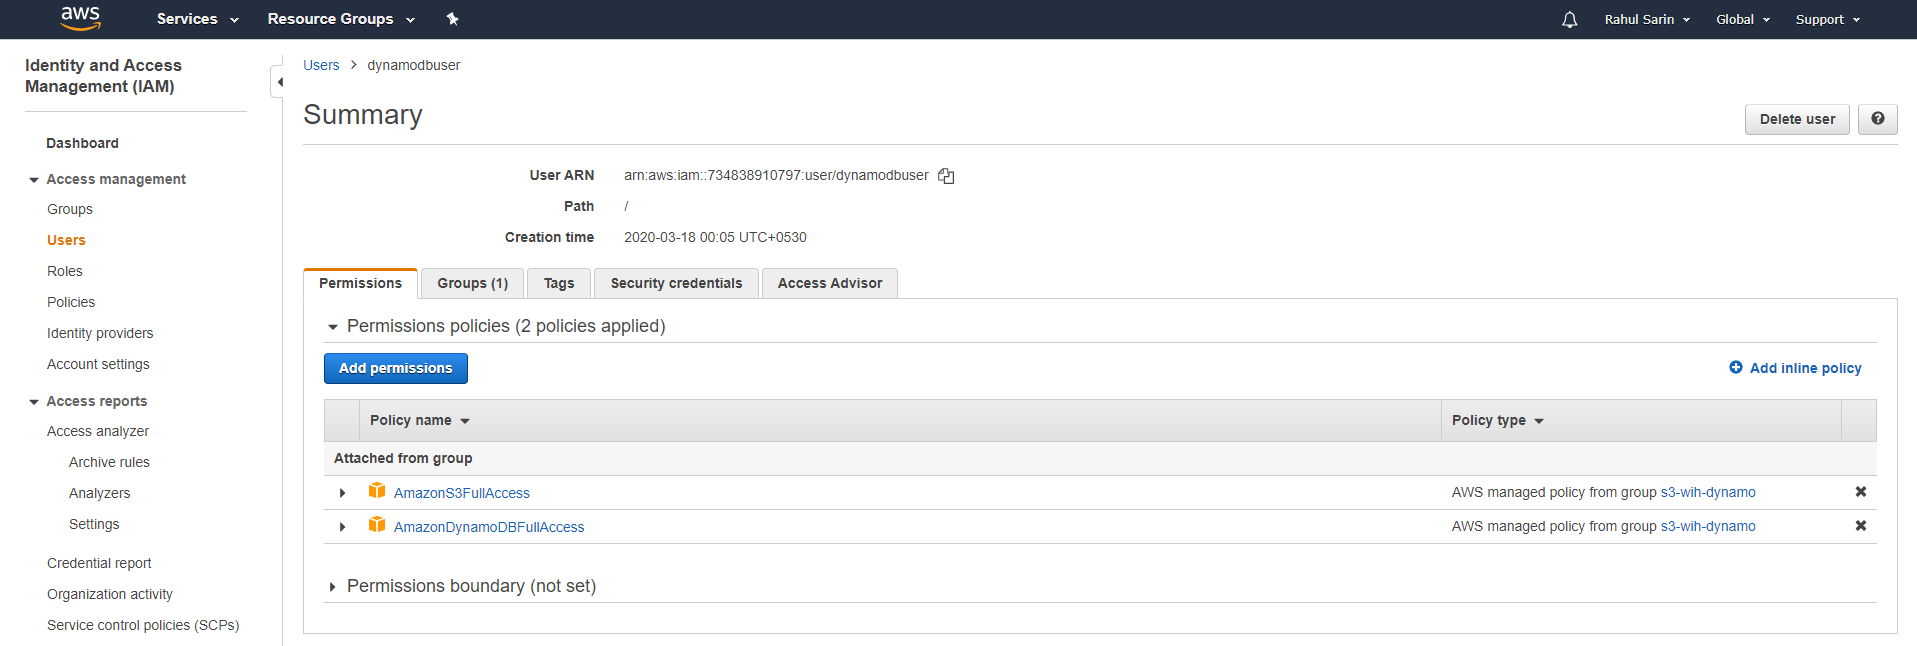 aws Services Resource Groups Rahul Sarin Global Support
Identity and Access
Management (IAM)
Dashboard
Access management
Groups
Users
Roles
Policies
Identity providers
Account settings
Access reports
Access analyzer
Archive rules
Analyzers
Settings
Credential report
Organization activity
Service control policies (SCPs)
Users > dynamodbuser
Summary
Delete user ?
User ARN arn:aws:iam::734838910797:user/dynamodbuser
Path /
Creation time 2020-03-18 00:05 UTC+0530
Permissions Groups (1) Tags Security credentials Access Advisor
Permissions policies (2 policies applied)
Add permissions Add inline policy
Policy name Policy type
Attached from group
AmazonS3FullAccess AWS managed policy from group s3-wih-dynamo
AmazonDynamoDBFullAccess AWS managed policy from group s3-wih-dynamo
Permissions boundary (not set)